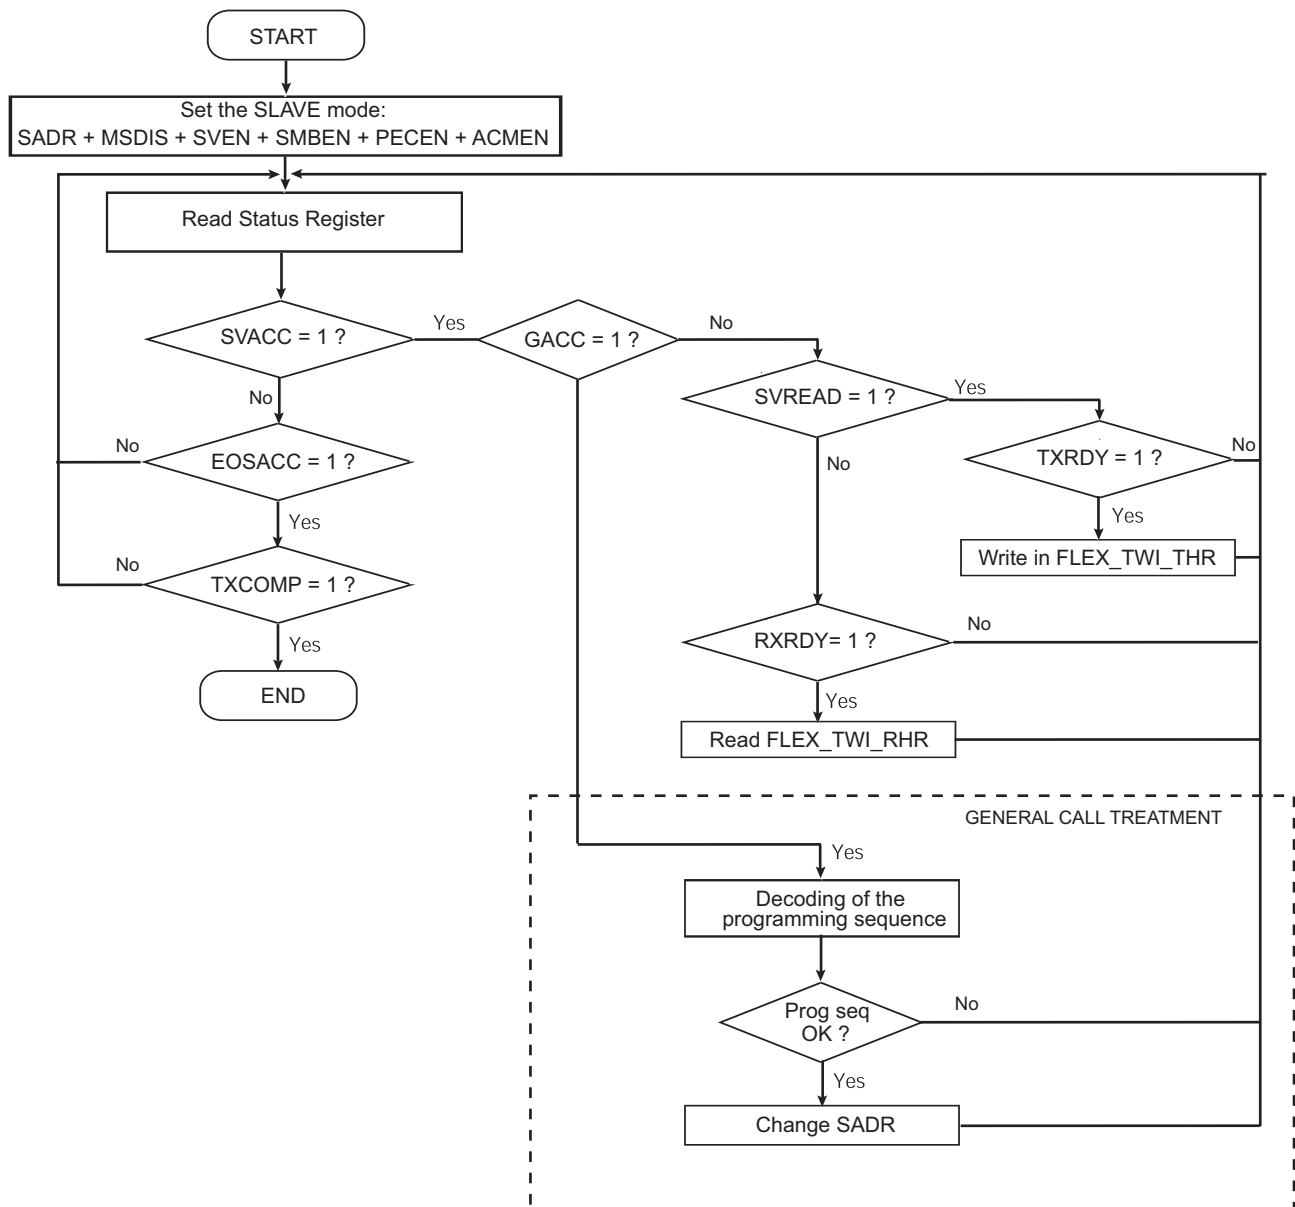 START
Set the SLAVE mode:
SADR + MSDIS + SVEN + SMBEN + PECEN + ACMEN
Read Status Register
SVACC = 1 ?
Yes
GACC = 1 ?
No
SVREAD = 1 ?
Yes
No
No
EOSACC = 1 ?
TXRDY = 1 ?
No
No
Yes
Yes
Write in FLEX_TWI_THR
No
TXCOMP = 1 ?
Yes
RXRDY= 1 ?
No
END
Yes
Read FLEX_TWI_RHR
GENERAL CALL TREATMENT
Yes
Decoding of the
programming sequence
Prog seq
OK ?
No
Yes
Change SADR